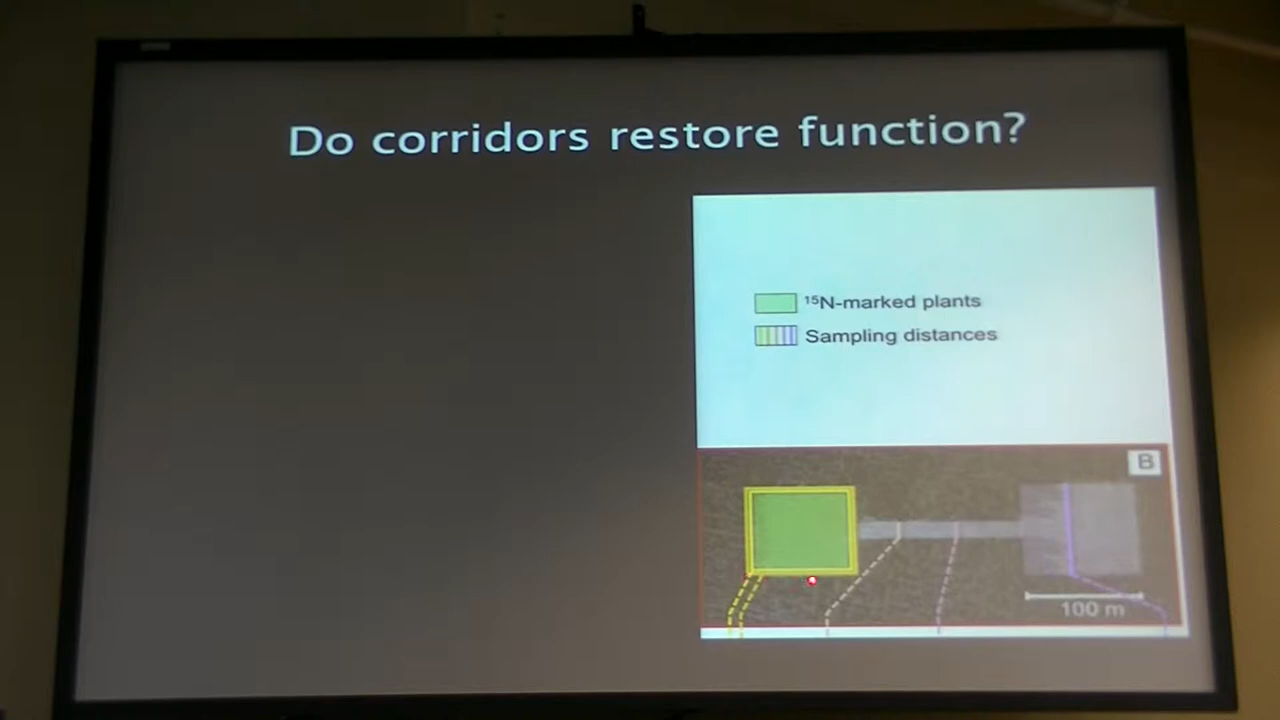 Do corridors restore function?
¹⁵N-marked plants
Sampling distances
B
100 m